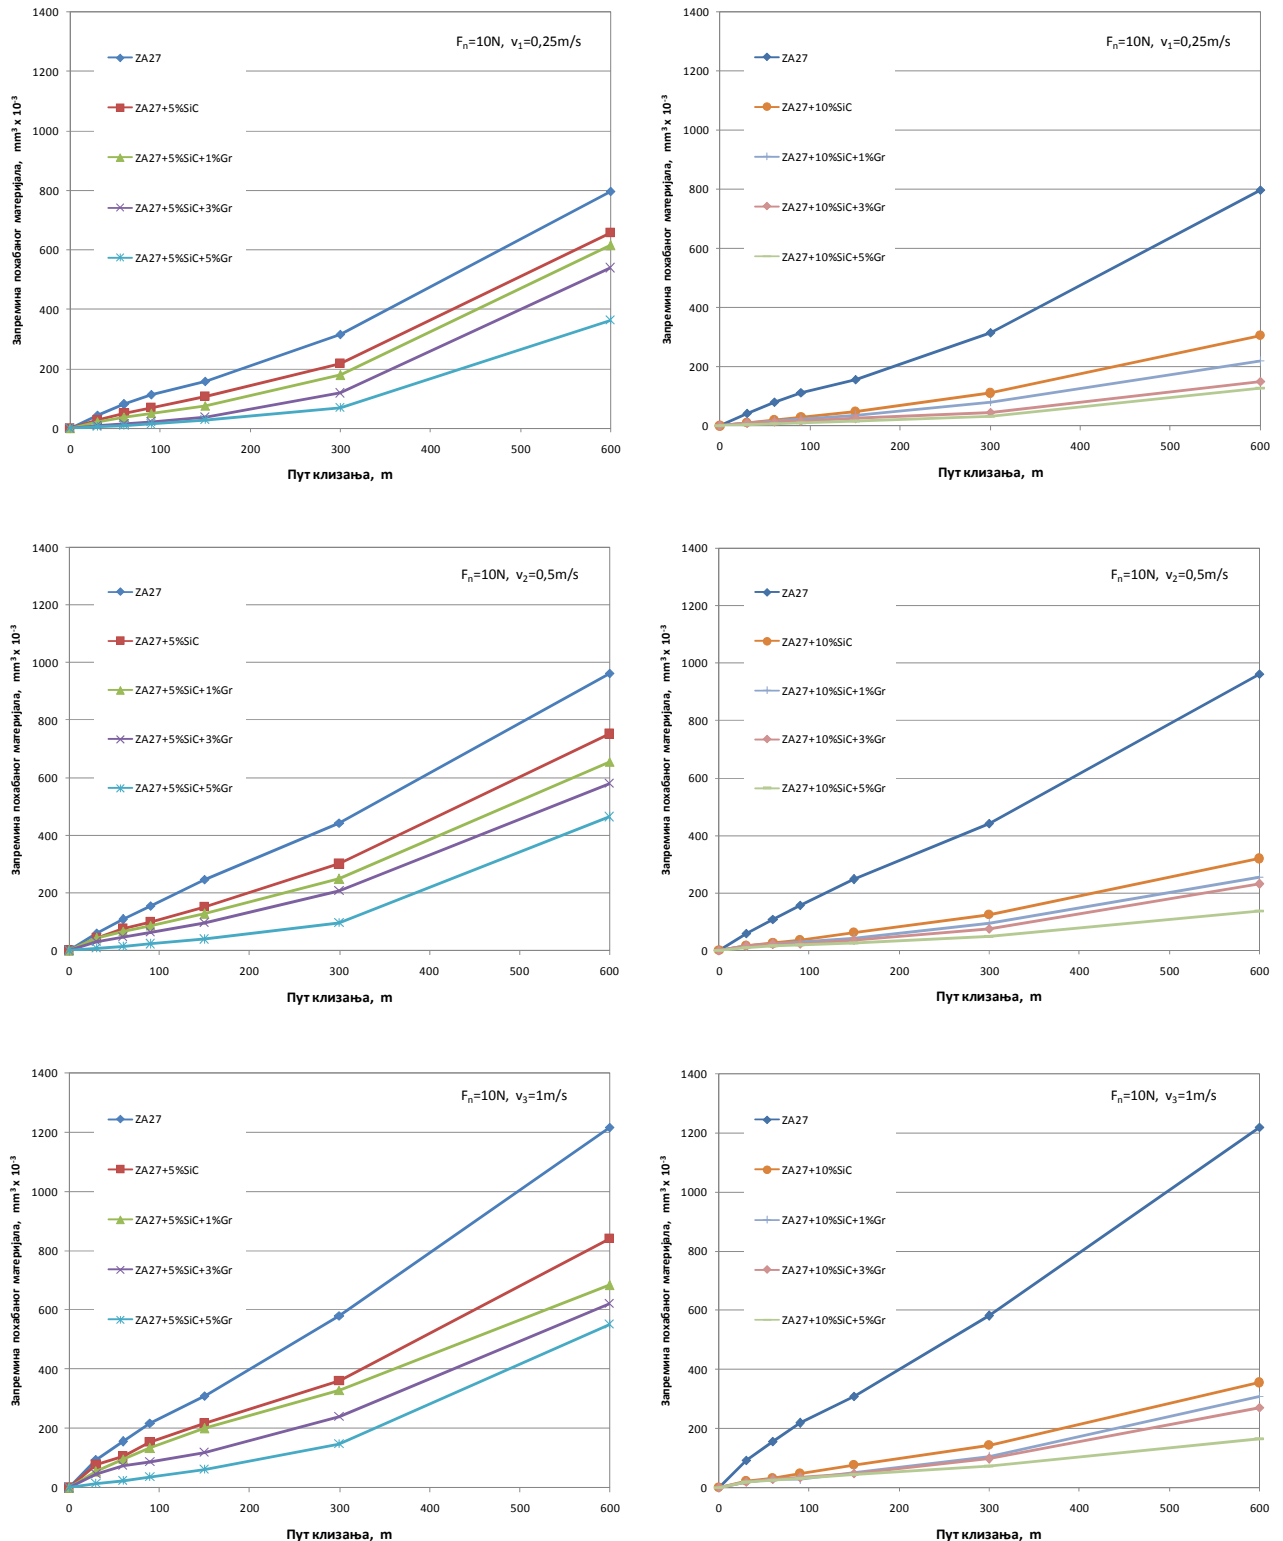 Fn=10N, v1=0,25m/s
ZA27
ZA27+5%SiC
ZA27+5%SiC+1%Gr
ZA27+5%SiC+3%Gr
ZA27+5%SiC+5%Gr
Запремина похабаног материјала, mm³ x 10⁻³
1400
1200
1000
800
600
400
200
0
0 100 200 300 400 500 600
Пут клизања, m
Fn=10N, v1=0,25m/s
ZA27
ZA27+10%SiC
ZA27+10%SiC+1%Gr
ZA27+10%SiC+3%Gr
ZA27+10%SiC+5%Gr
Запремина похабаног материјала, mm³ x 10⁻³
1400
1200
1000
800
600
400
200
0
0 100 200 300 400 500 600
Пут клизања, m
Fn=10N, v2=0,5m/s
ZA27
ZA27+5%SiC
ZA27+5%SiC+1%Gr
ZA27+5%SiC+3%Gr
ZA27+5%SiC+5%Gr
Запремина похабаног материјала, mm³ x 10⁻³
1400
1200
1000
800
600
400
200
0
0 100 200 300 400 500 600
Пут клизања, m
Fn=10N, v2=0,5m/s
ZA27
ZA27+10%SiC
ZA27+10%SiC+1%Gr
ZA27+10%SiC+3%Gr
ZA27+10%SiC+5%Gr
Запремина похабаног материјала, mm³ x 10⁻³
1400
1200
1000
800
600
400
200
0
0 100 200 300 400 500 600
Пут клизања, m
Fn=10N, v3=1m/s
ZA27
ZA27+5%SiC
ZA27+5%SiC+1%Gr
ZA27+5%SiC+3%Gr
ZA27+5%SiC+5%Gr
Запремина похабаног материјала, mm³ x 10⁻³
1400
1200
1000
800
600
400
200
0
0 100 200 300 400 500 600
Пут клизања, m
Fn=10N, v3=1m/s
ZA27
ZA27+10%SiC
ZA27+10%SiC+1%Gr
ZA27+10%SiC+3%Gr
ZA27+10%SiC+5%Gr
Запремина похабаног материјала, mm³ x 10⁻³
1400
1200
1000
800
600
400
200
0
0 100 200 300 400 500 600
Пут клизања, m